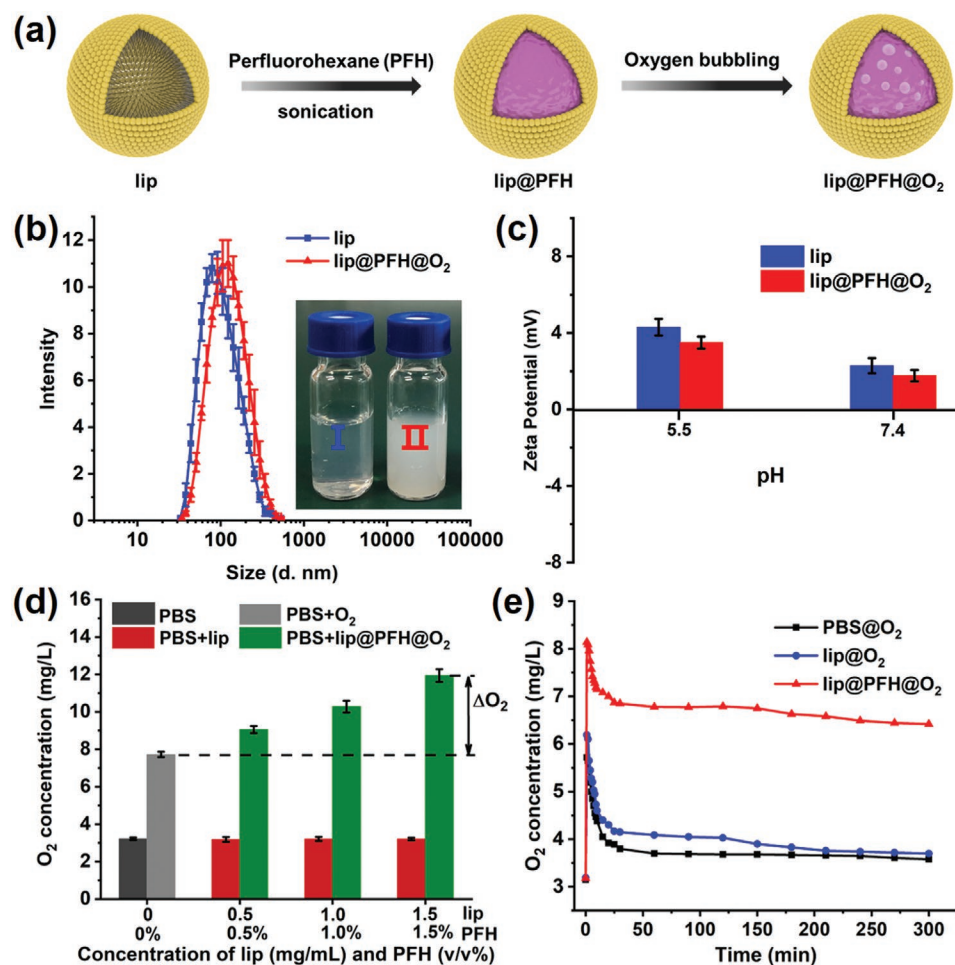 (a)
Perfluorohexane (PFH)
sonication
Oxygen bubbling
lip
lip@PFH
lip@PFH@O₂
(b)
lip
lip@PFH@O₂
I
II
12
10
8
6
4
2
0
Intensity
10
100
1000
10000
100000
Size (d. nm)
(c)
lip
lip@PFH@O₂
8
4
0
-4
-8
Zeta Potential (mV)
5.5
7.4
pH
(d)
PBS
PBS+O₂
PBS+lip
PBS+lip@PFH@O₂
ΔO₂
16
14
12
10
8
6
4
2
0
O₂ concentration (mg/L)
0
0.5
1.0
1.5
lip
0%
0.5%
1.0%
1.5%
PFH
Concentration of lip (mg/mL) and PFH (v/v%)
(e)
PBS@O₂
lip@O₂
lip@PFH@O₂
9
8
7
6
5
4
3
O₂ concentration (mg/L)
0
50
100
150
200
250
300
Time (min)